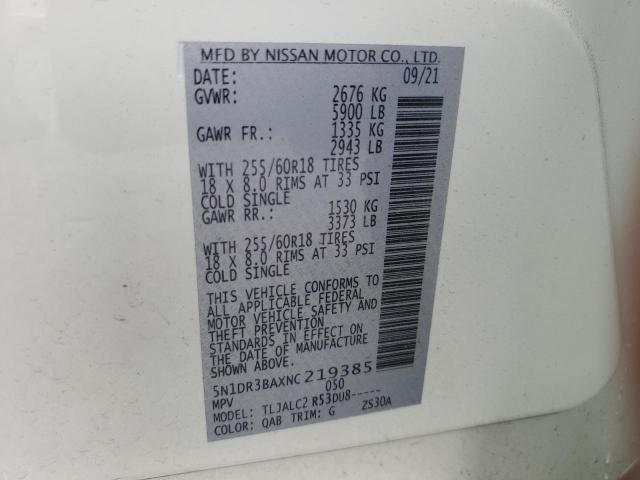 MFD BY NISSAN MOTOR CO., LTD.
DATE: 09/21
GVWR: 2676 KG
5900 LB
GAWR FR.: 1335 KG
2943 LB
WITH 255/60R18 TIRES
18 X 8.0 RIMS AT 33 PSI
COLD SINGLE
GAWR RR.: 1530 KG
3373 LB
WITH 255/60R18 TIRES
18 X 8.0 RIMS AT 33 PSI
COLD SINGLE
THIS VEHICLE CONFORMS TO
ALL APPLICABLE FEDERAL
MOTOR VEHICLE SAFETY AND
THEFT PREVENTION
STANDARDS IN EFFECT ON
THE DATE OF MANUFACTURE
SHOWN ABOVE.
5N1DR3BAXNC219385
MPV 050
MODEL: TLJALC2 R53DU8-----
COLOR: QAB TRIM: G ZS30A